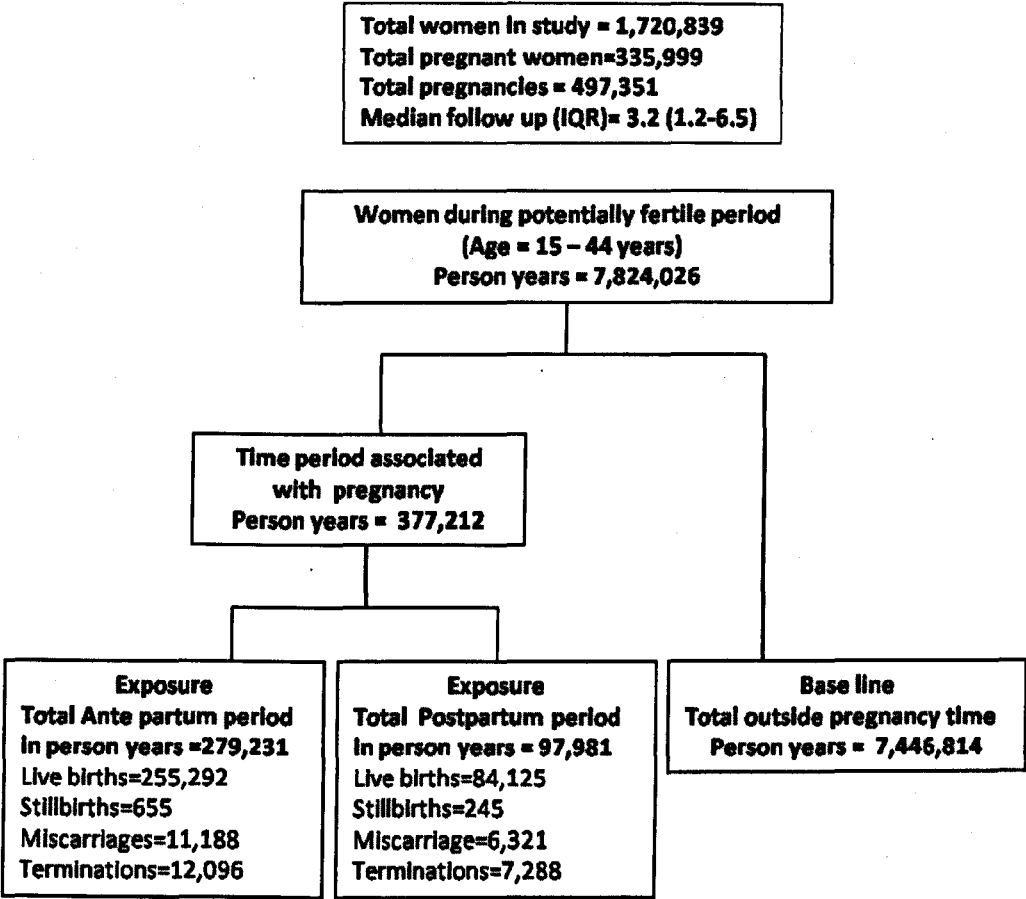 Total women in study = 1,720,839
Total pregnant women=335,999
Total pregnancies = 497,351
Median follow up (IQR)= 3.2 (1.2-6.5)
Women during potentially fertile period
(Age = 15 – 44 years)
Person years = 7,824,026
Time period associated
with pregnancy
Person years = 377,212
Exposure
Total Ante partum period
in person years =279,231
Live births=255,292
Stillbirths=655
Miscarriages=11,188
Terminations=12,096
Exposure
Total Postpartum period
in person years = 97,981
Live births=84,125
Stillbirths=245
Miscarriage=6,321
Terminations=7,288
Base line
Total outside pregnancy time
Person years = 7,446,814